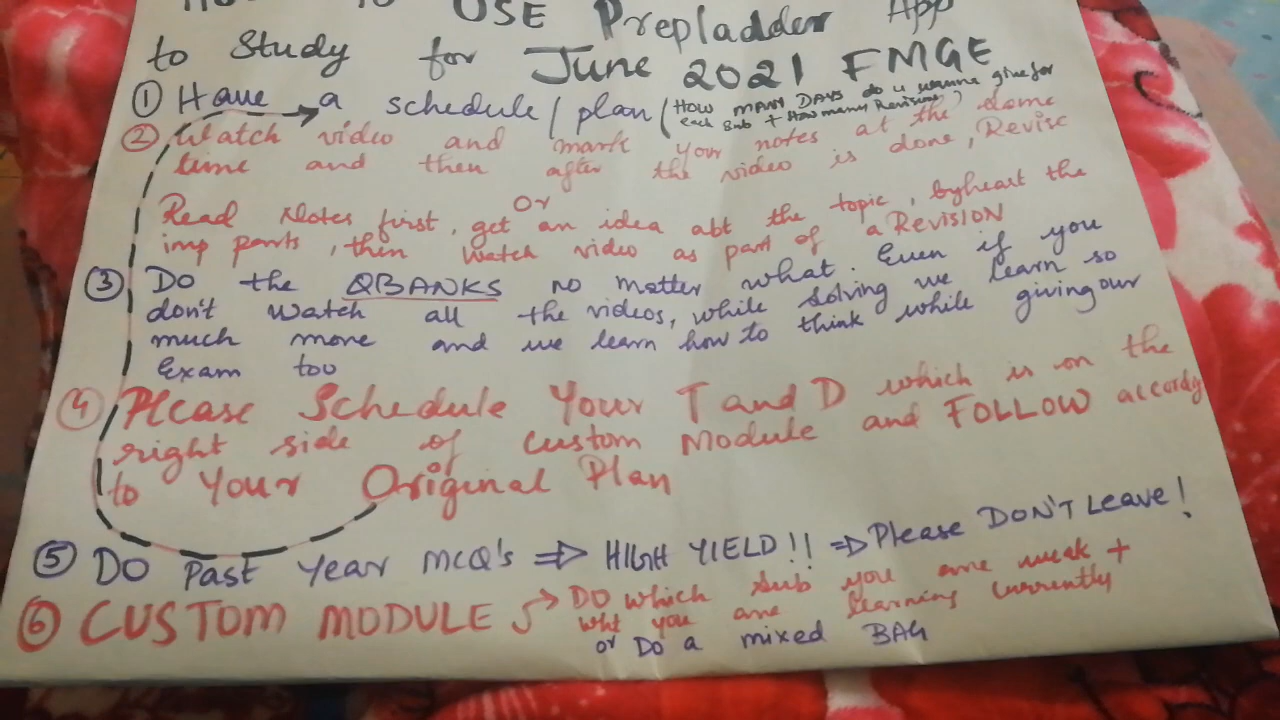 How to USE Prepladder App
to Study for June 2021 FMGE
① Have a schedule / plan (HOW MANY DAYS do u wanna give for
each sub + How many Revisions)
② Watch video and mark your notes at the same
time and then after the video is done, Revise
Or
Read Notes first, get an idea abt the topic, byheart the
imp parts, then Watch video as part of a Revision
③ Do the QBANKS no matter what. Even if you
don't watch all the videos, while solving we learn so
much more and we learn how to think while giving our
Exam too
④ Please Schedule Your T and D which is on the
right side of custom Module and FOLLOW accordy
to Your Original Plan
⑤ DO Past Year MCQ's ⇒ HIGH YIELD!! ⇒ Please DON'T Leave!
⑥ CUSTOM MODULE → DO which sub you are weak +
wht you are learning currently
or Do a mixed BAG